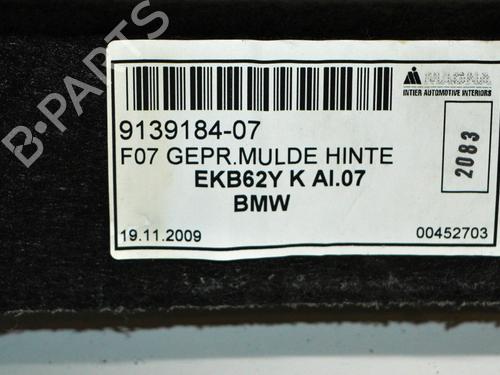 B-PARTS
MAGNA
INTIER AUTOMOTIVE INTERIORS
9139184-07
F07 GEPR.MULDE HINTE
EKB62Y K AI.07
BMW
19.11.2009
00452703
2083